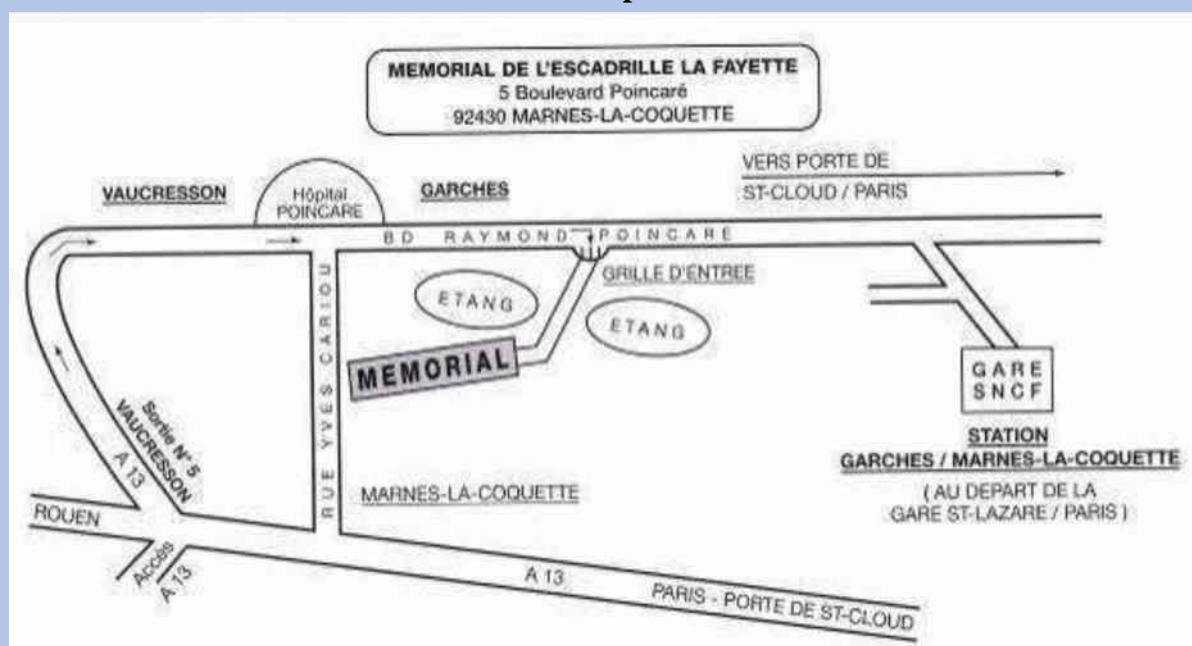 MEMORIAL DE L'ESCADRILLE LA FAYETTE
5 Boulevard Poincaré
92430 MARNES-LA-COQUETTE
VERS PORTE DE
ST-CLOUD / PARIS
VAUCRESSON
Hôpital
POINCARE
GARCHES
BD RAYMOND POINCARÉ
GRILLE D'ENTREE
ETANG
ETANG
MEMORIAL
RUE YVES CARIOU
GARE
SNCF
STATION
GARCHES / MARNES-LA-COQUETTE
( AU DEPART DE LA
GARE ST-LAZARE / PARIS )
Sortie N° 5
VAUCRESSON
A 13
MARNES-LA-COQUETTE
ROUEN
Accès
A 13
A 13
PARIS - PORTE DE ST-CLOUD